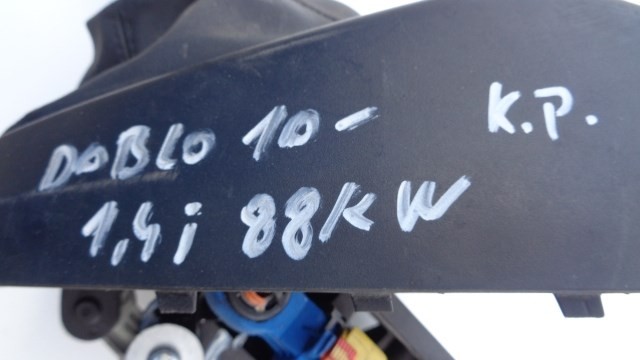 DOBLO 10- K.P.
1,4i 88KW